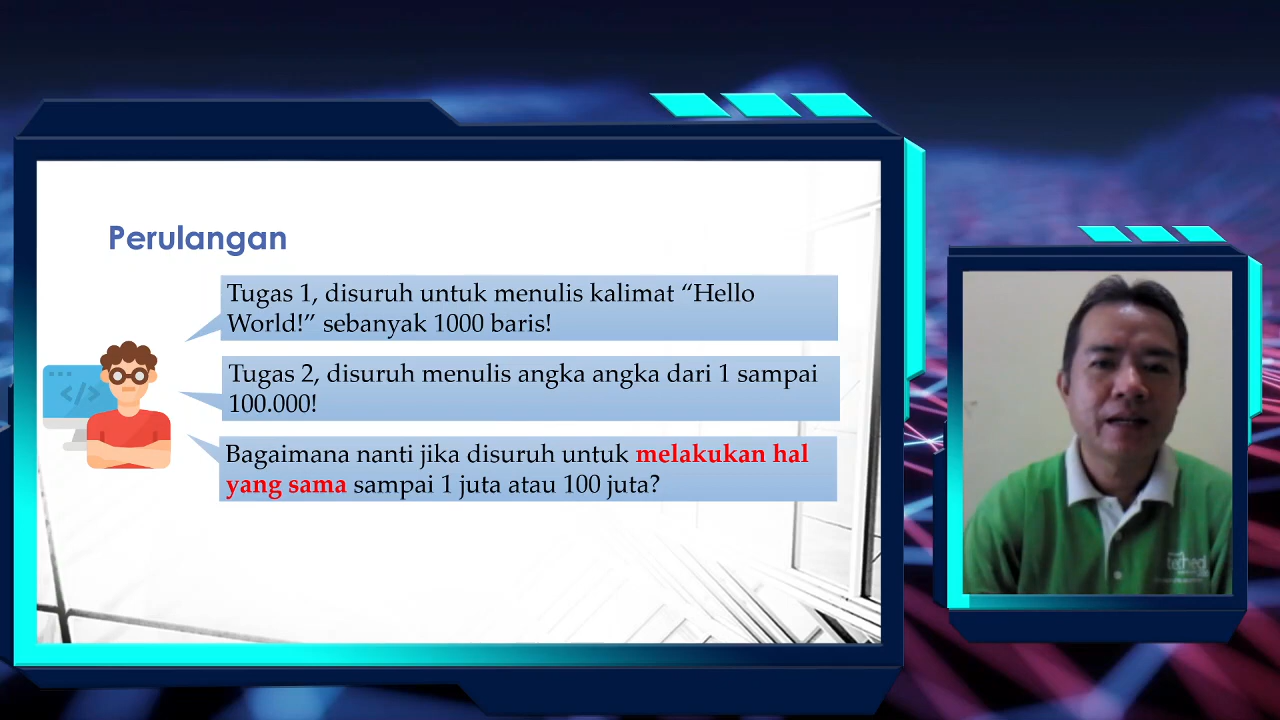 Perulangan
Tugas 1, disuruh untuk menulis kalimat “Hello
World!” sebanyak 1000 baris!
Tugas 2, disuruh menulis angka angka dari 1 sampai
100.000!
Bagaimana nanti jika disuruh untuk melakukan hal
yang sama sampai 1 juta atau 100 juta?